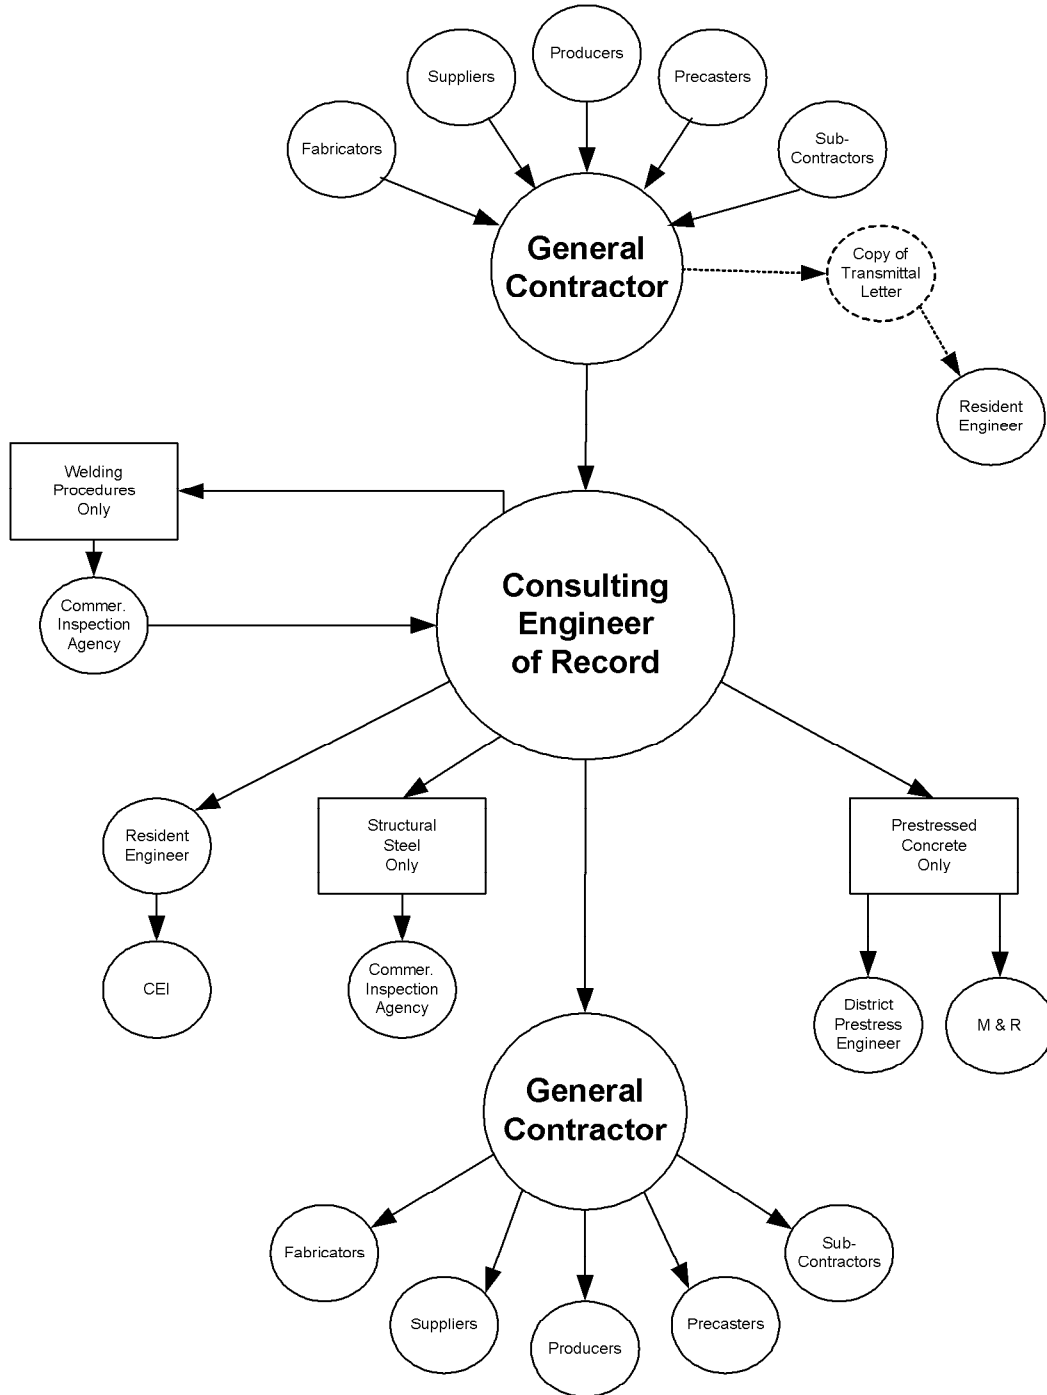 Producers
Suppliers
Precasters
Fabricators
Sub-
Contractors
General
Contractor
Copy of
Transmittal
Letter
Resident
Engineer
Welding
Procedures
Only
Commer.
Inspection
Agency
Consulting
Engineer
of Record
Resident
Engineer
Structural
Steel
Only
Prestressed
Concrete
Only
CEI
Commer.
Inspection
Agency
District
Prestress
Engineer
M & R
General
Contractor
Fabricators
Sub-
Contractors
Suppliers
Precasters
Producers